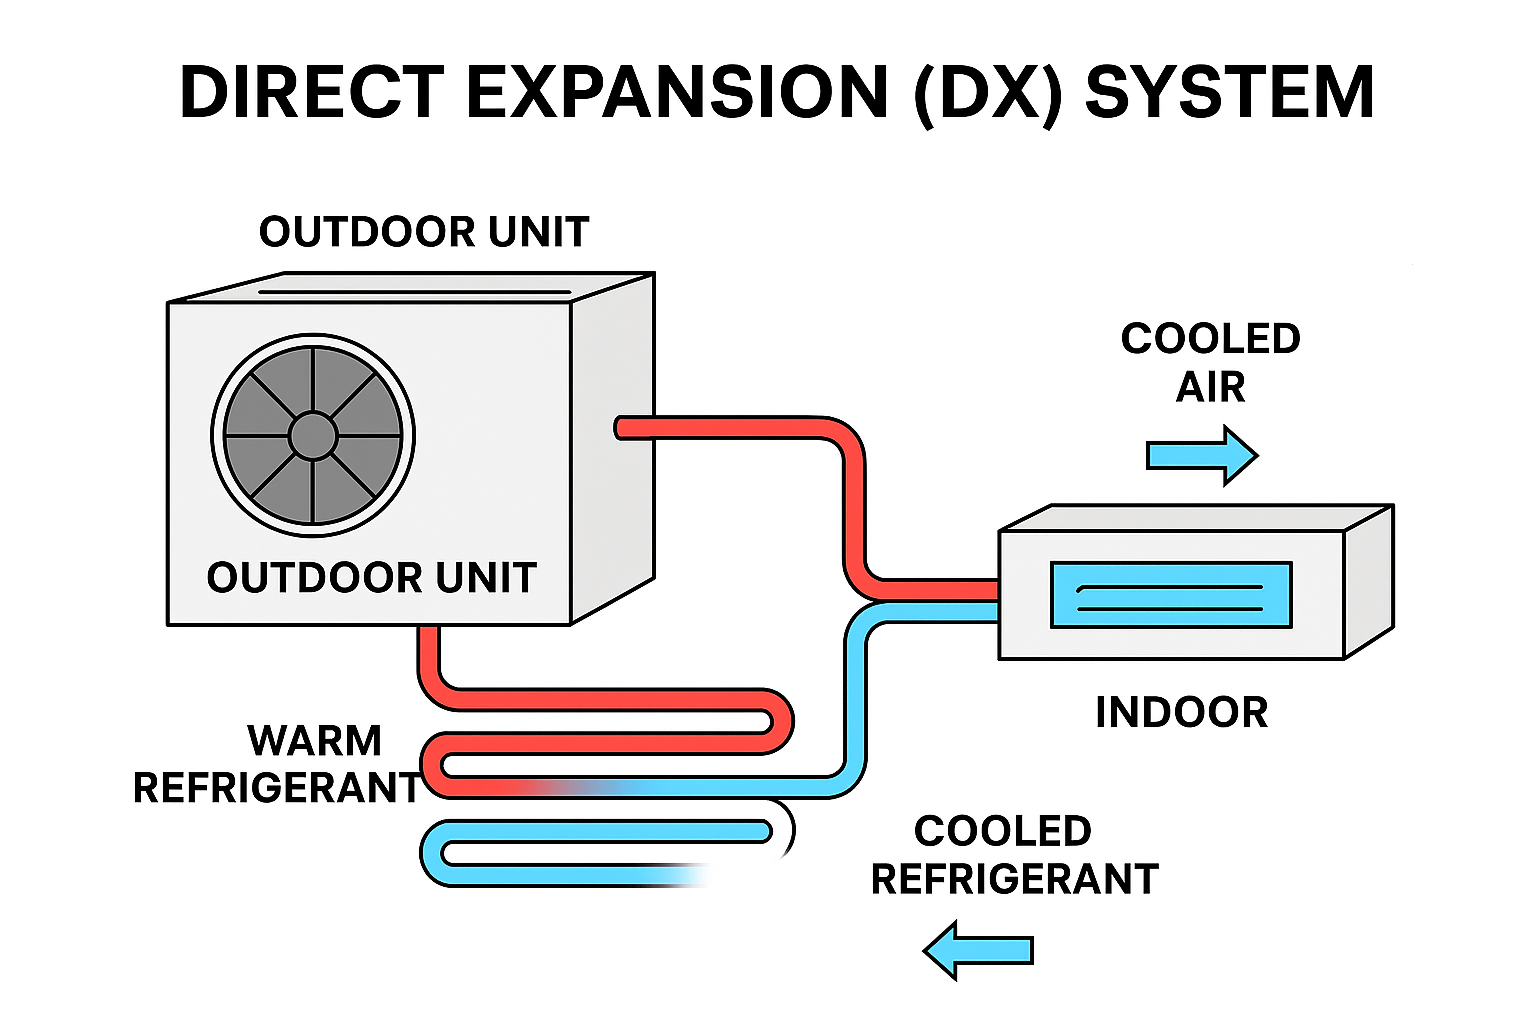 DIRECT EXPANSION (DX) SYSTEM
OUTDOOR UNIT
COOLED
AIR
OUTDOOR UNIT
INDOOR
WARM
REFRIGERANT
COOLED
REFRIGERANT